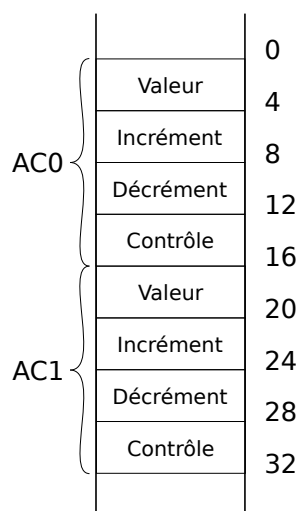 0
Valeur
4
Incrément
8
AC0
Décrément
12
Contrôle
16
Valeur
20
Incrément
24
AC1
Décrément
28
Contrôle
32